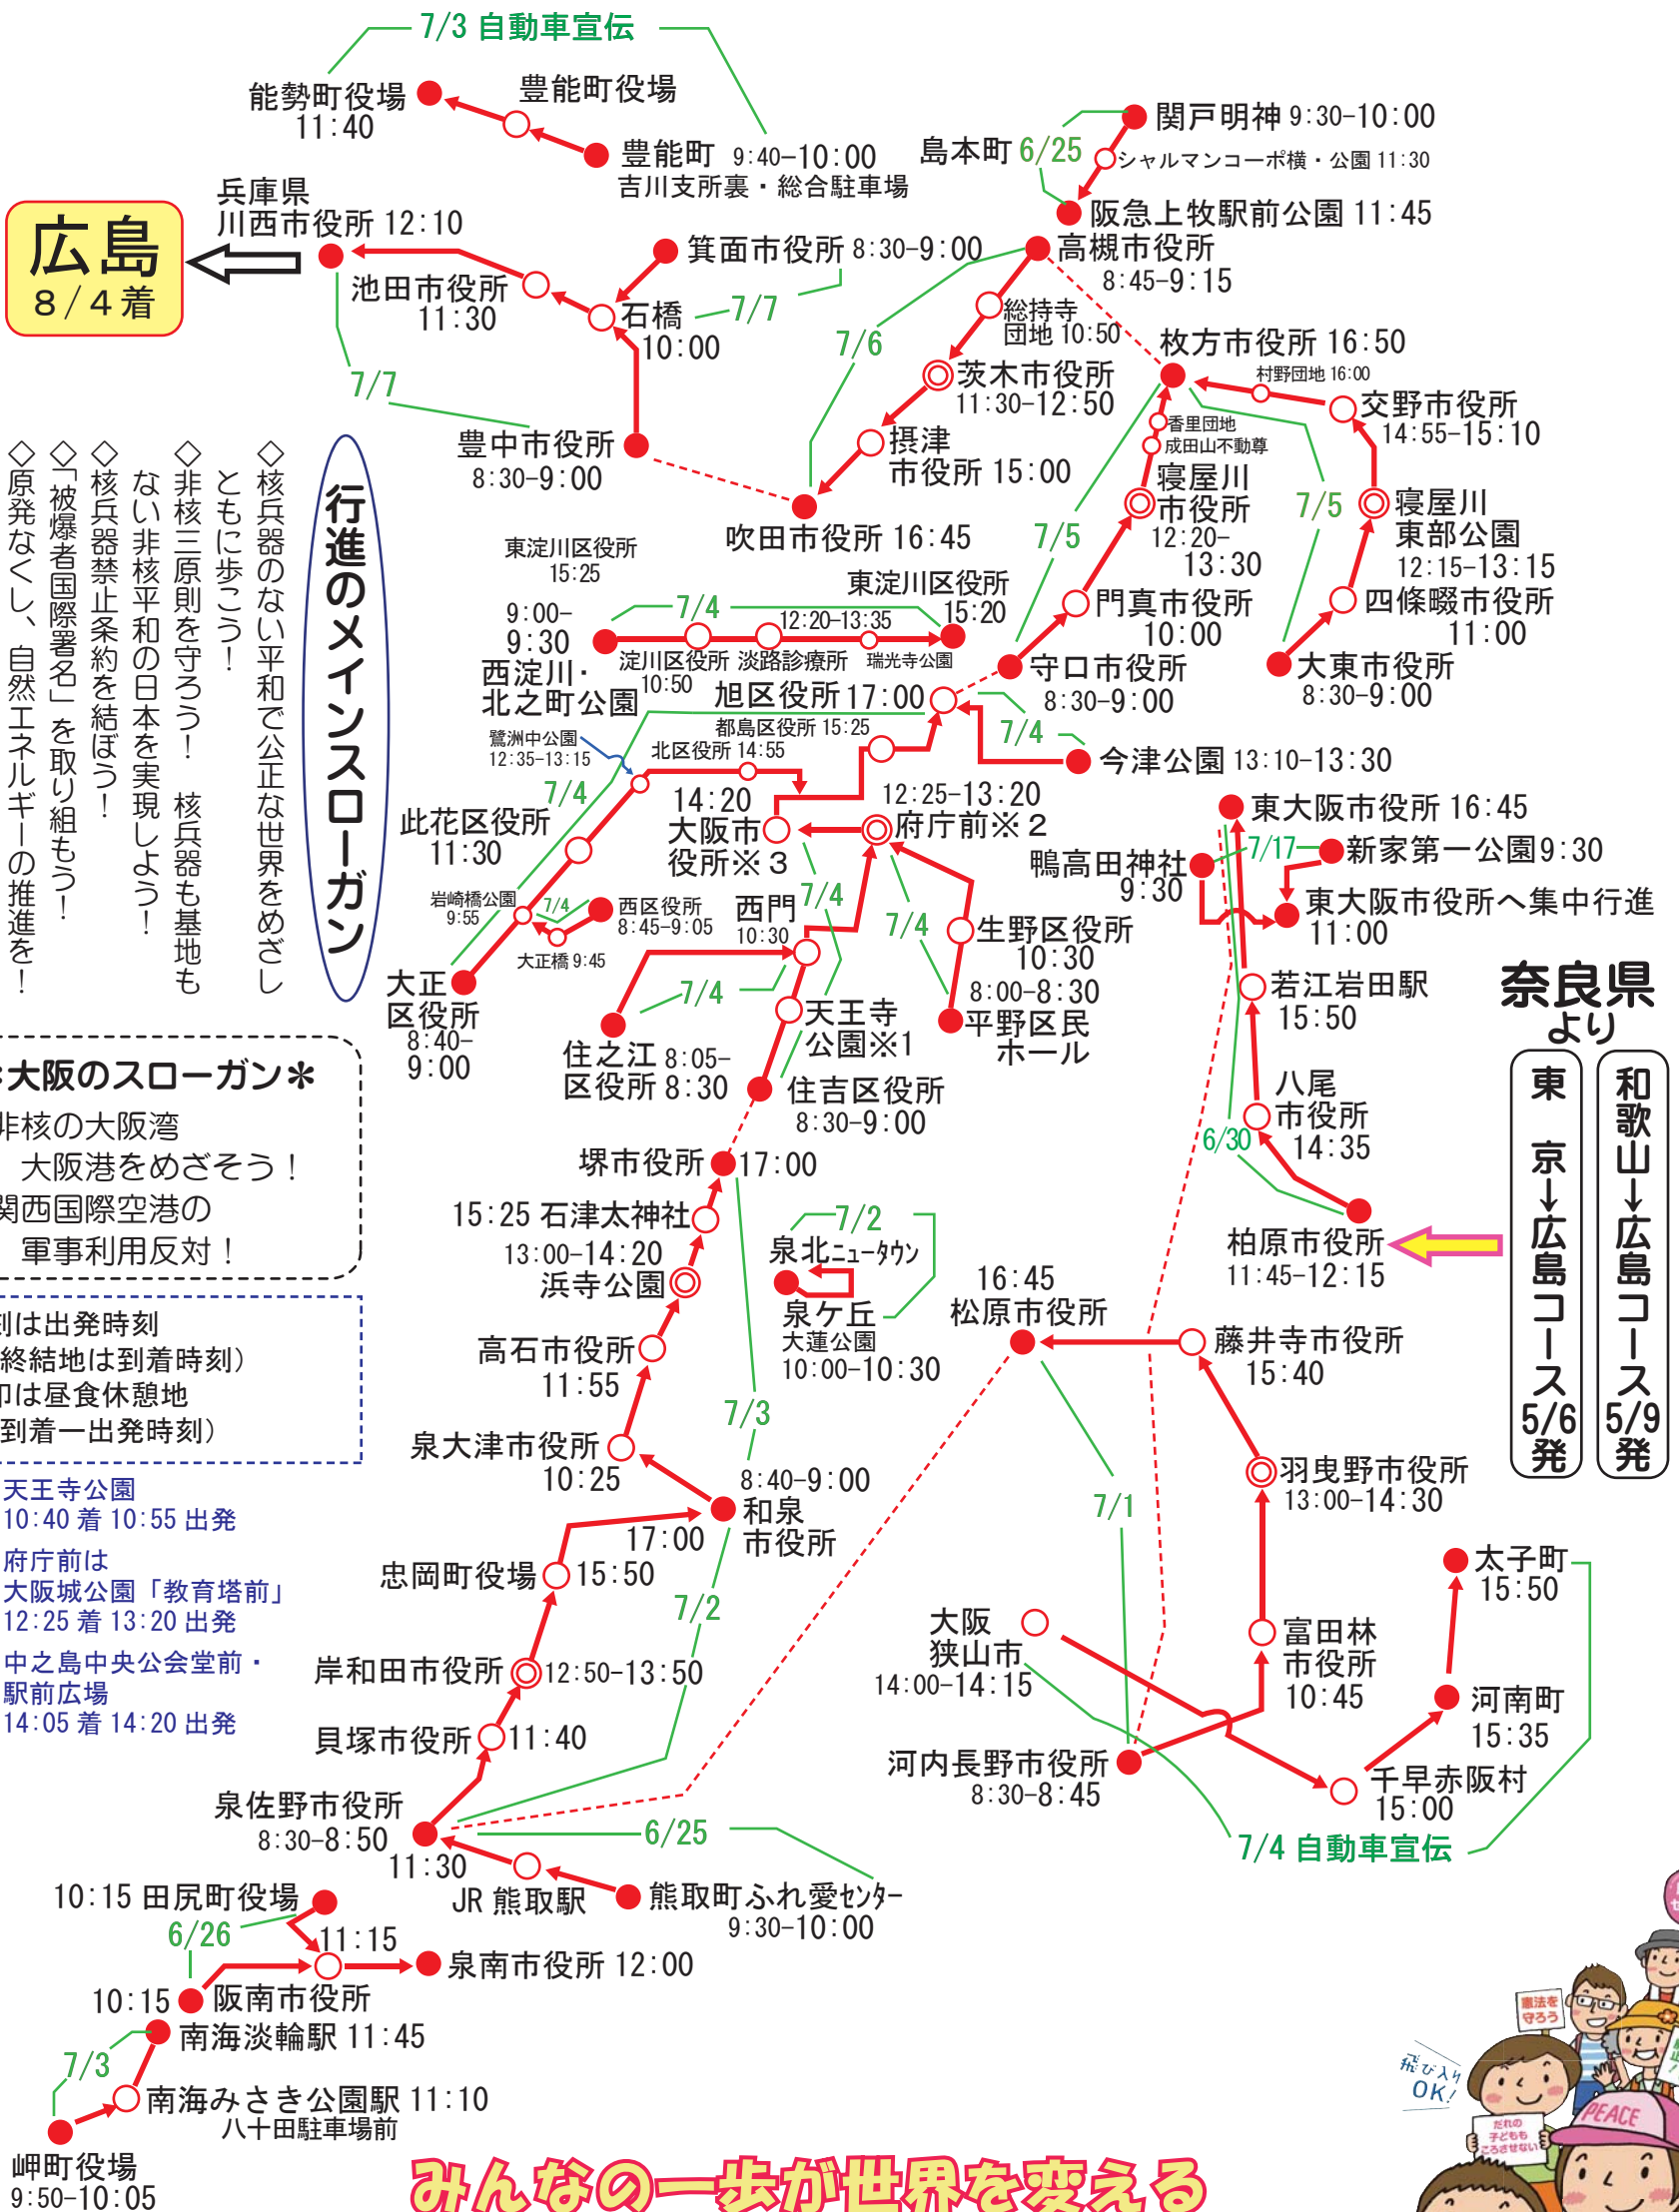 7/3 自動車宣伝
能勢町役場
11:40
豊能町役場
豊能町 9:40−10:00
吉川支所裏・総合駐車場
島本町 6/25
関戸明神 9:30−10:00
シャルマンコーポ横・公園 11:30
阪急上牧駅前公園 11:45
広島
8/4着
兵庫県
川西市役所 12:10
池田市役所
11:30
箕面市役所 8:30−9:00
石橋
10:00
7/7
7/7
豊中市役所
8:30−9:00
高槻市役所
8:45−9:15
総持寺
団地 10:50
7/6
茨木市役所
11:30−12:50
摂津
市役所 15:00
吹田市役所 16:45
枚方市役所 16:50
村野団地 16:00
交野市役所
14:55−15:10
香里団地
成田山不動尊
寝屋川
市役所
12:20−
13:30
7/5
7/5
寝屋川
東部公園
12:15−13:15
門真市役所
10:00
四條畷市役所
11:00
守口市役所
8:30−9:00
大東市役所
8:30−9:00
行進のメインスローガン
◇核兵器のない平和で公正な世界をめざし
ともに歩こう！
◇非核三原則を守ろう！ 核兵器も基地も
ない非核平和の日本を実現しよう！
◇核兵器禁止条約を結ぼう！
◇「被爆者国際署名」を取り組もう！
◇原発なくし、自然エネルギーの推進を！
東淀川区役所
15:25
9:00−
9:30
西淀川・
北之町公園
7/4
12:20−13:35
東淀川区役所
15:20
淀川区役所
10:50
淡路診療所
瑞光寺公園
旭区役所 17:00
都島区役所 15:25
北区役所 14:55
鷺洲中公園
12:35−13:15
7/4
7/4
今津公園 13:10−13:30
14:20
大阪市
役所※３
12:25−13:20
府庁前※２
此花区役所
11:30
岩崎橋公園
9:55
7/4
西区役所
8:45−9:05
大正橋 9:45
大正
区役所
8:40−
9:00
西門
10:30
7/4
7/4
7/4
生野区役所
10:30
8:00−8:30
平野区民
ホール
天王寺
公園※1
住之江
区役所
8:05−
8:30
住吉区役所
8:30−9:00
東大阪市役所 16:45
7/17
新家第一公園9:30
鴨高田神社
9:30
東大阪市役所へ集中行進
11:00
若江岩田駅
15:50
八尾
市役所
14:35
6/30
柏原市役所
11:45−12:15
奈良県
より
東 京→広島コース
5/6
発
和歌山→広島コース
5/9
発
大阪のスローガン＊
非核の大阪湾
大阪港をめざそう！
関西国際空港の
軍事利用反対！
刻は出発時刻
終結地は到着時刻）
印は昼食休憩地
到着ー出発時刻）
天王寺公園
10:40 着 10:55 出発
府庁前は
大阪城公園「教育塔前」
12:25 着 13:20 出発
中之島中央公会堂前・
駅前広場
14:05 着 14:20 出発
堺市役所 17:00
15:25 石津太神社
13:00−14:20
浜寺公園
高石市役所
11:55
泉大津市役所
10:25
7/2
泉北ﾆｭｰﾀｳﾝ
泉ケ丘
大蓮公園
10:00−10:30
7/3
8:40−9:00
和泉
市役所
17:00
忠岡町役場 15:50
7/2
岸和田市役所 12:50−13:50
貝塚市役所 11:40
泉佐野市役所
8:30−8:50
11:30
6/25
JR 熊取駅
熊取町ふれ愛ｾﾝﾀｰ
9:30−10:00
16:45
松原市役所
藤井寺市役所
15:40
羽曳野市役所
13:00−14:30
7/1
富田林
市役所
10:45
河内長野市役所
8:30−8:45
大阪
狭山市
14:00−14:15
太子町
15:50
河南町
15:35
千早赤阪村
15:00
7/4 自動車宣伝
10:15 田尻町役場
6/26
11:15
泉南市役所 12:00
10:15
阪南市役所
南海淡輪駅 11:45
7/3
南海みさき公園駅 11:10
八十田駐車場前
岬町役場
9:50−10:05
憲法を
守ろう
飛び入り
OK!
だれの
子どもも
ころさせない
PEACE
みんなの一歩が世界を変える